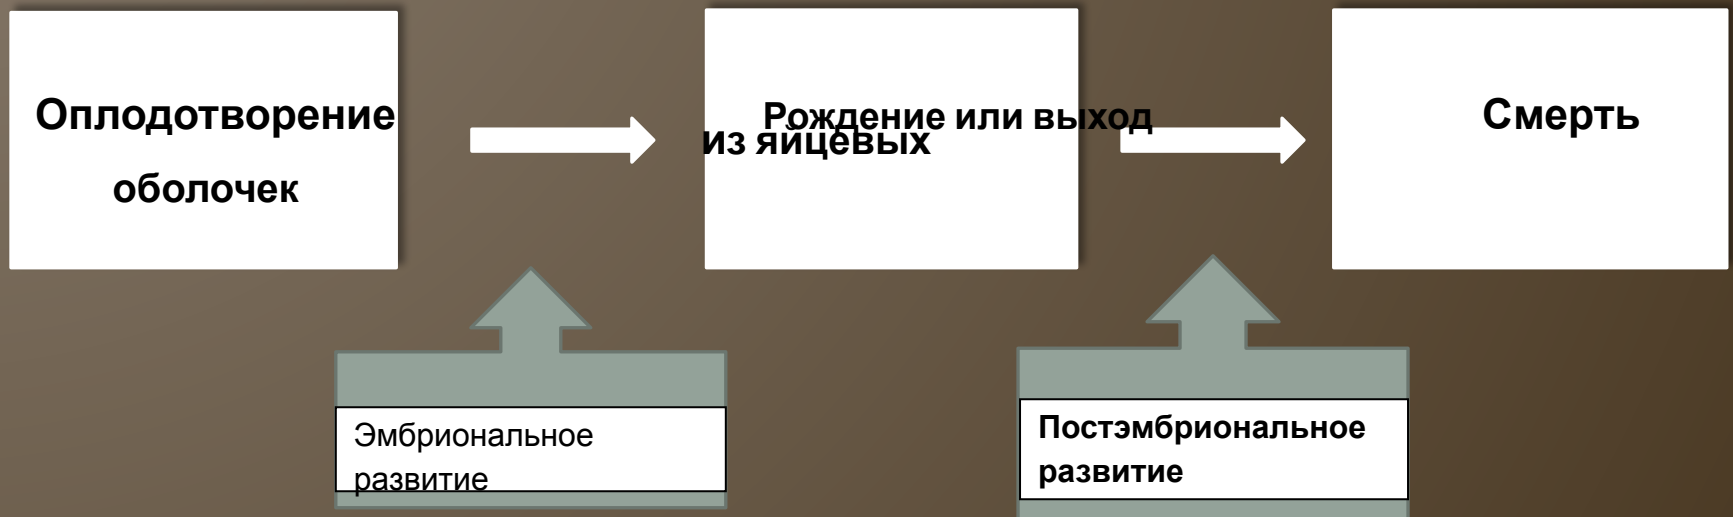 Оплодотворение
оболочек
Рождение или выход
из яйцевых
Смерть
Эмбриональное
развитие
Постэмбриональное
развитие